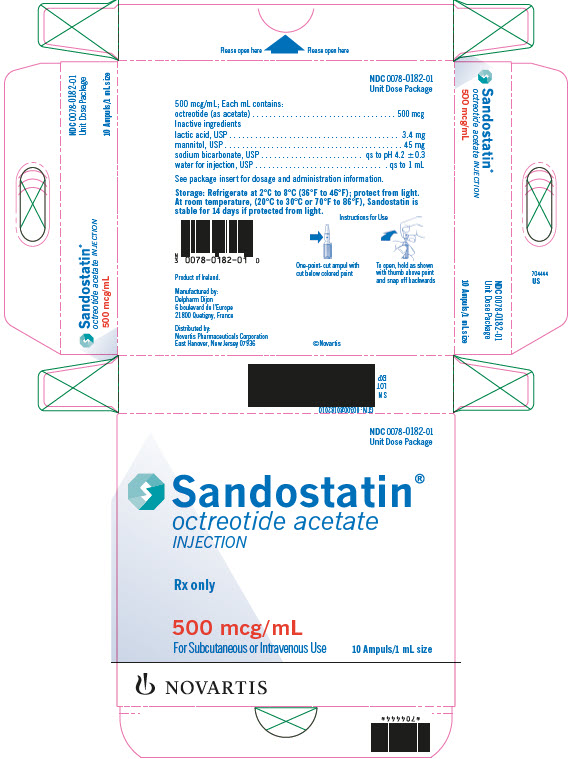 Please open here Please open here
NDC 0078-0182-01
Unit Dose Package
500 mcg/mL; Each mL contains:
octreotide (as acetate) . . . . . . . . . . . . . . . . . . . . . . . . . . . . . . . . . . 500 mcg
Inactive ingredients
lactic acid, USP . . . . . . . . . . . . . . . . . . . . . . . . . . . . . . . . . . . . . . . . 3.4 mg
mannitol, USP . . . . . . . . . . . . . . . . . . . . . . . . . . . . . . . . . . . . . . . . . 45 mg
sodium bicarbonate, USP . . . . . . . . . . . . . . . . . . . . . . . . qs to pH 4.2 ± 0.3
water for injection, USP . . . . . . . . . . . . . . . . . . . . . . . . . . . . . . . . qs to 1 mL
See package insert for dosage and administration information.
Storage: Refrigerate at 2°C to 8°C (36°F to 46°F); protect from light.
At room temperature, (20°C to 30°C or 70°F to 86°F), Sandostatin is
stable for 14 days if protected from light.
Instructions for Use
N
3 0078-0182-01 0
One-point- cut ampul with
cut below colored point
To open, hold as shown
with thumb above point
and snap off backwards
Product of Ireland.
Manufactured by:
Delpharm Dijon
6 boulevard de l'Europe
21800 Quetigny, France
Distributed by:
Novartis Pharmaceuticals Corporation
East Hanover, New Jersey 07936
©Novartis
NDC 0078-0182-01
Unit Dose Package
10 Ampuls/1 mL size
Sandostatin®
octreotide acetate INJECTION
500 mcg/mL
Sandostatin®
octreotide acetate INJECTION
500 mcg/mL
NDC 0078-0182-01
Unit Dose Package
10 Ampuls/1 mL size
704444
US
EXP
LOT
SN
NDC 0078-0182-01
Unit Dose Package
Sandostatin®
octreotide acetate
INJECTION
Rx only
500 mcg/mL
For Subcutaneous or Intravenous Use
10 Ampuls/1 mL size
NOVARTIS
*704444*